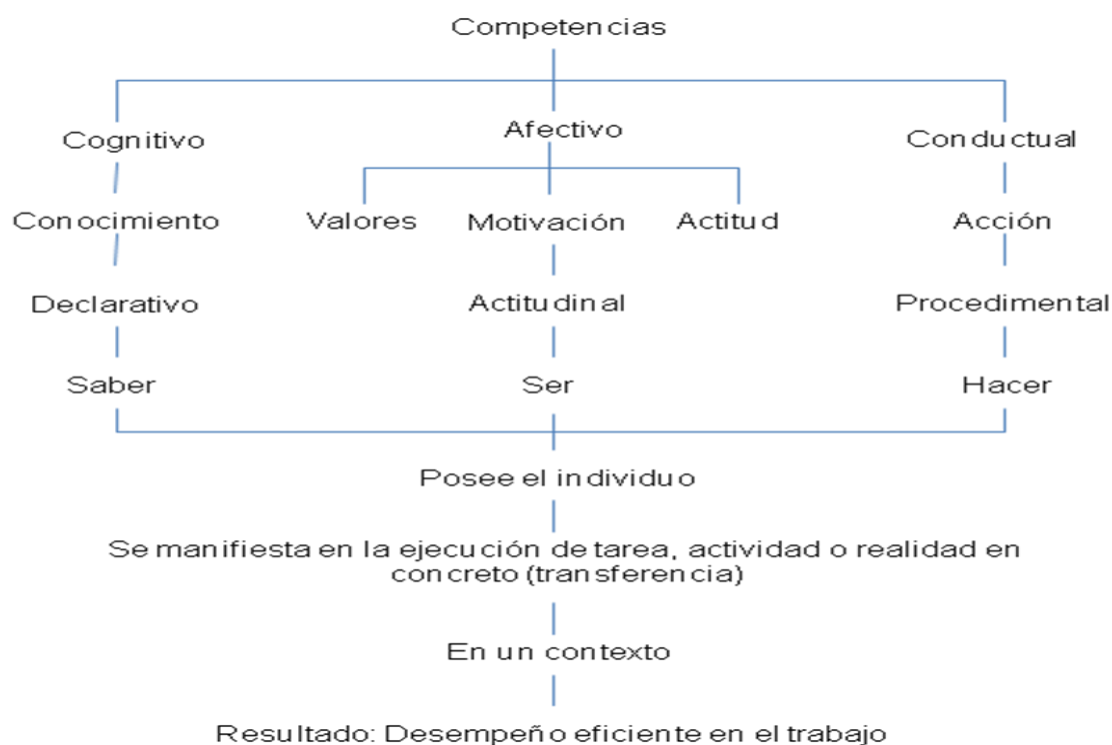 Competencias
Cognitivo
Afectivo
Conductual
Conocimiento
Valores
Motivación
Actitud
Acción
Declarativo
Actitudinal
Procedimental
Saber
Ser
Hacer
Posee el individuo
Se manifiesta en la ejecución de tarea, actividad o realidad en
concreto (transferencia)
En un contexto
Resultado: Desempeño eficiente en el trabajo